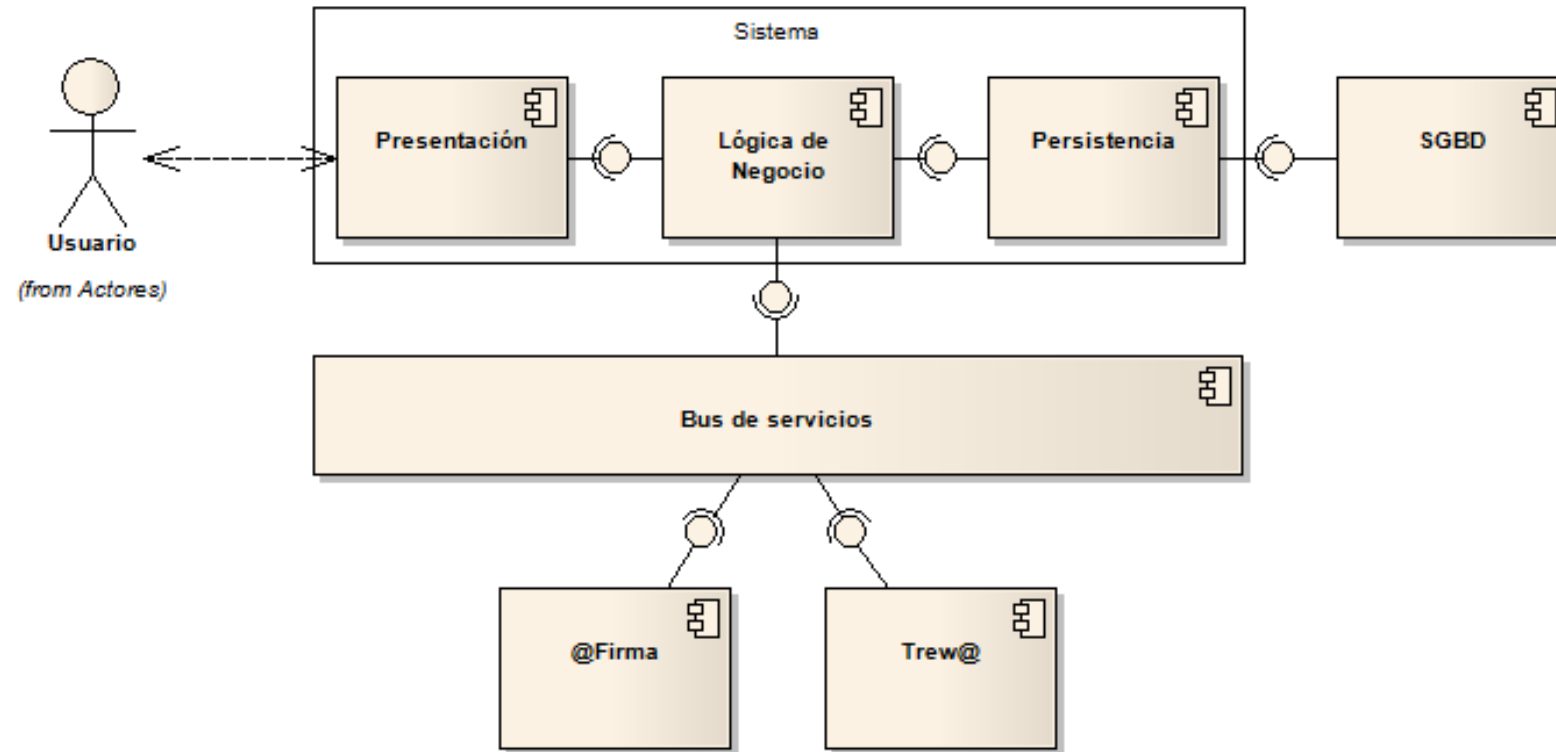 Sistema
Presentación
Lógica de
Negocio
Persistencia
SGBD
Usuario
(from Actores)
Bus de servicios
@Firma
Trew@